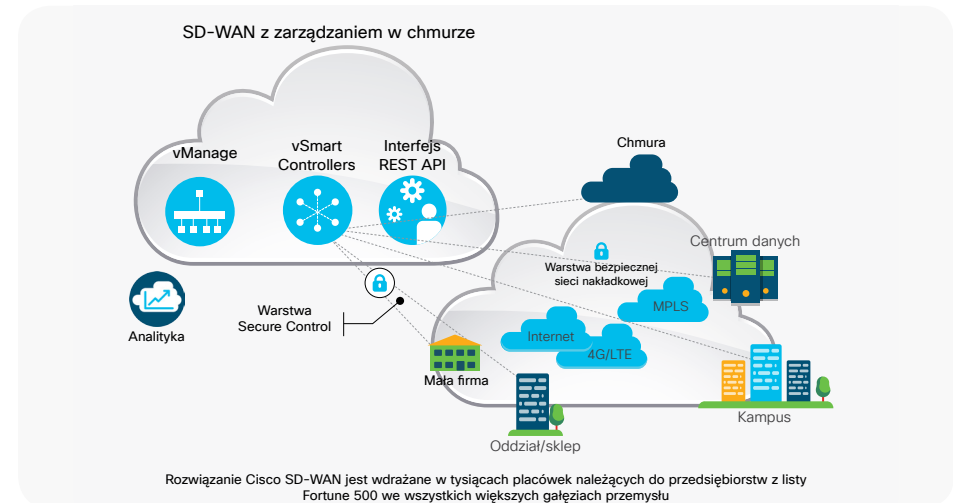 SD-WAN z zarządzaniem w chmurze
vManage
vSmart
Controllers
Interfejs
REST API
Chmura
Centrum danych
Warstwa bezpiecznej
sieci nakładkowej
MPLS
Internet
4G/LTE
Analityka
Warstwa
Secure Control
Mała firma
Oddział/sklep
Kampus
Rozwiązanie Cisco SD-WAN jest wdrażane w tysiącach placówek należących do przedsiębiorstw z listy
Fortune 500 we wszystkich większych gałęziach przemysłu